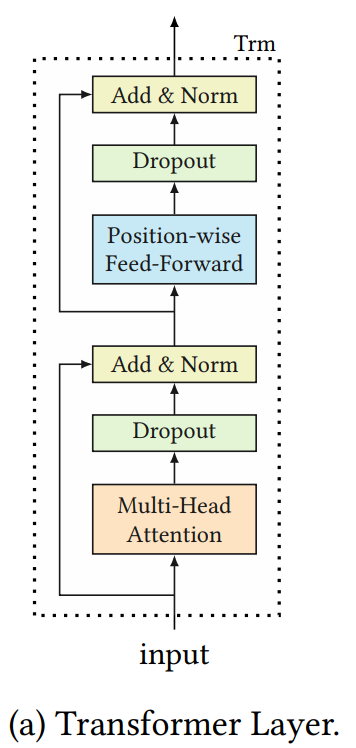 Trm
Add & Norm
Dropout
Position-wise
Feed-Forward
Add & Norm
Dropout
Multi-Head
Attention
input
(a) Transformer Layer.